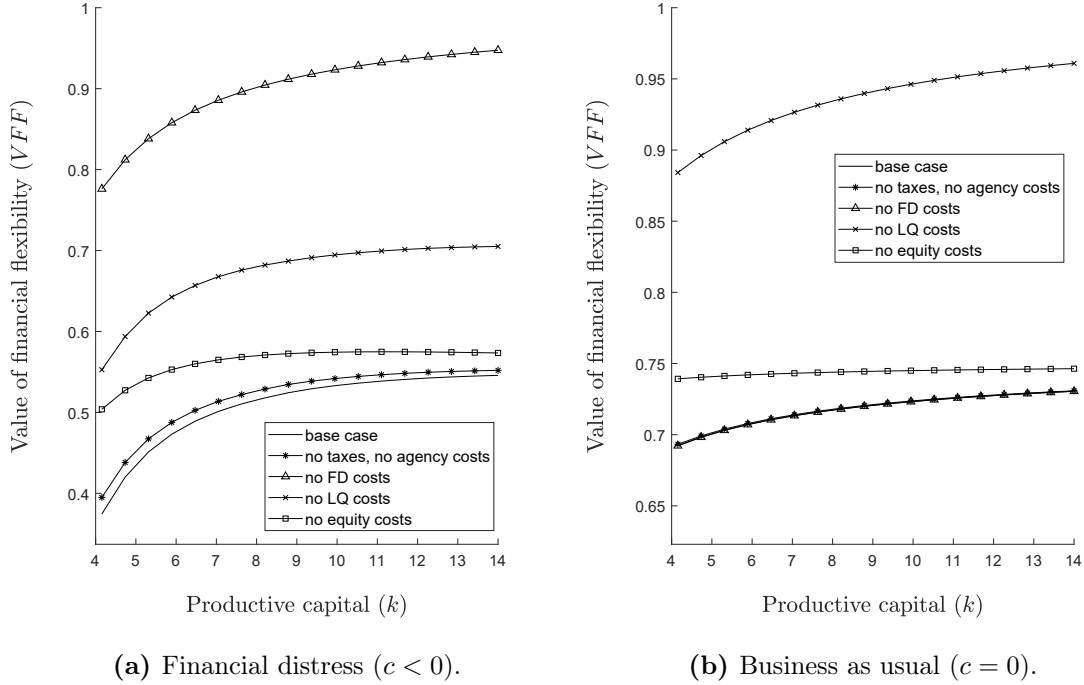 1
0.9
0.8
0.7
0.6
0.5
0.4
Value of financial flexibility (VFF)
base case
no taxes, no agency costs
no FD costs
no LQ costs
no equity costs
4 5 6 7 8 9 10 11 12 13 14
Productive capital (k)
(a) Financial distress (c < 0).
1
0.95
0.9
0.85
0.8
0.75
0.7
0.65
Value of financial flexibility (VFF)
base case
no taxes, no agency costs
no FD costs
no LQ costs
no equity costs
4 5 6 7 8 9 10 11 12 13 14
Productive capital (k)
(b) Business as usual (c = 0).